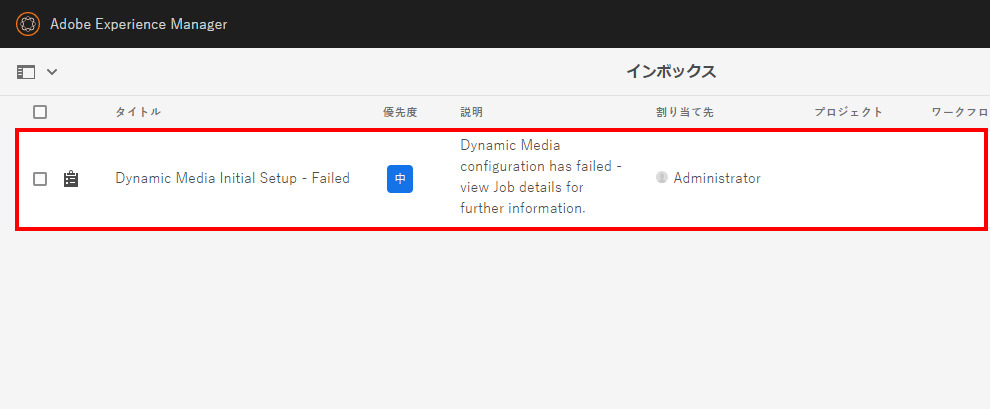 Adobe Experience Manager
インボックス
タイトル 優先度 説明 割り当て先 プロジェクト ワークフロ
Dynamic Media Initial Setup - Failed 中 Dynamic Media
configuration has failed -
view Job details for
further information. Administrator